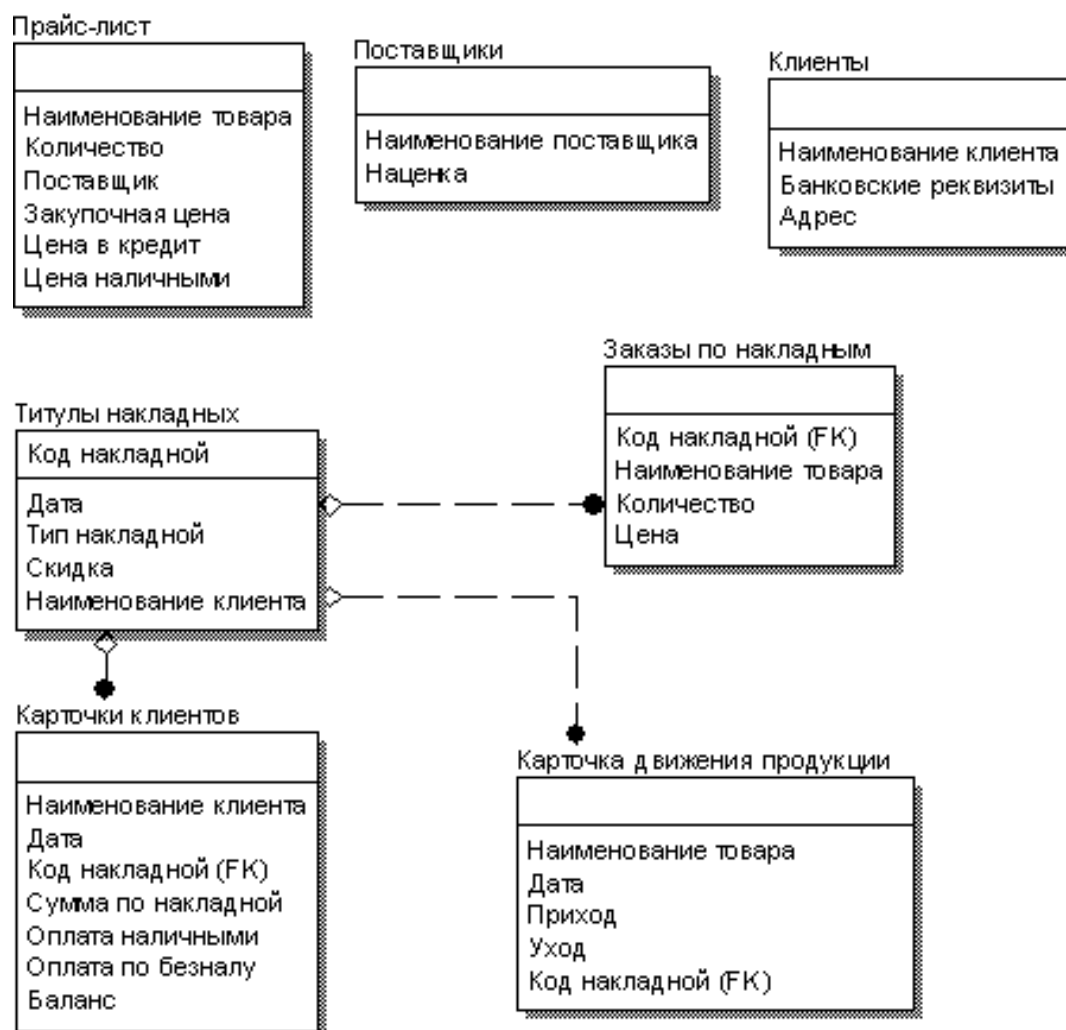 Прайс-лист
Наименование товара
Количество
Поставщик
Закупочная цена
Цена в кредит
Цена наличными
Поставщики
Наименование поставщика
Наценка
Клиенты
Наименование клиента
Банковские реквизиты
Адрес
Титулы накладных
Код накладной
Дата
Тип накладной
Скидка
Наименование клиента
Заказы по накладным
Код накладной (FK)
Наименование товара
Количество
Цена
Карточки клиентов
Наименование клиента
Дата
Код накладной (FK)
Сумма по накладной
Оплата наличными
Оплата по безналу
Баланс
Карточка движения продукции
Наименование товара
Дата
Приход
Уход
Код накладной (FK)